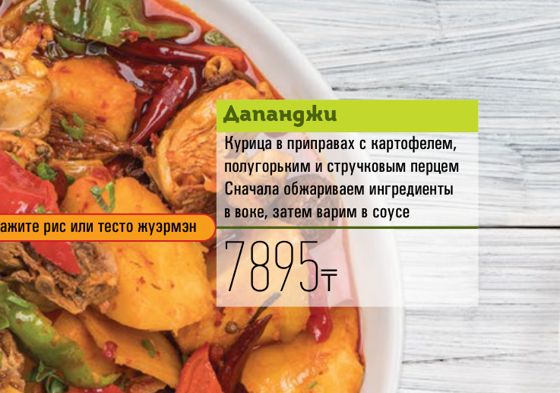 Дапанджи
Курица в приправах с картофелем,
полугорьким и стручковым перцем
Сначала обжариваем ингредиенты
в воке, затем варим в соусе
ажите рис или тесто жуэрмэн
7895₸